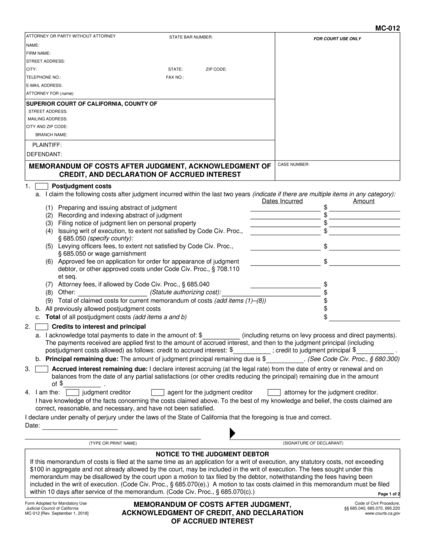 MC-012
ATTORNEY OR PARTY WITHOUT ATTORNEY STATE BAR NUMBER:
FOR COURT USE ONLY
NAME:
FIRM NAME:
STREET ADDRESS:
CITY: STATE: ZIP CODE:
TELEPHONE NO.: FAX NO.:
E-MAIL ADDRESS:
ATTORNEY FOR (name):
SUPERIOR COURT OF CALIFORNIA, COUNTY OF
STREET ADDRESS:
MAILING ADDRESS:
CITY AND ZIP CODE:
BRANCH NAME:
PLAINTIFF:
DEFENDANT:
MEMORANDUM OF COSTS AFTER JUDGMENT, ACKNOWLEDGMENT OF
CREDIT, AND DECLARATION OF ACCRUED INTEREST
CASE NUMBER:
1. Postjudgment costs
a. I claim the following costs after judgment incurred within the last two years (indicate if there are multiple items in any category):
Dates Incurred Amount
(1) Preparing and issuing abstract of judgment $
(2) Recording and indexing abstract of judgment $
(3) Filing notice of judgment lien on personal property $
(4) Issuing writ of execution, to extent not satisfied by Code Civ. Proc., $
§ 685.050 (specify county):
(5) Levying officers fees, to extent not satisfied by Code Civ. Proc., $
§ 685.050 or wage garnishment
(6) Approved fee on application for order for appearance of judgment $
debtor, or other approved costs under Code Civ. Proc., § 708.110
et seq.
(7) Attorney fees, if allowed by Code Civ. Proc., § 685.040 $
(8) Other: (Statute authorizing cost): $
(9) Total of claimed costs for current memorandum of costs (add items (1)–(8)) $
b. All previously allowed postjudgment costs $
c. Total of all postjudgment costs (add items a and b) $
2. Credits to interest and principal
a. I acknowledge total payments to date in the amount of: $ (including returns on levy process and direct payments).
The payments received are applied first to the amount of accrued interest, and then to the judgment principal (including
postjudgment costs allowed) as follows: credit to accrued interest: $ ; credit to judgment principal $ .
b. Principal remaining due: The amount of judgment principal remaining due is $ . (See Code Civ. Proc., § 680.300)
3. Accrued interest remaining due: I declare interest accruing (at the legal rate) from the date of entry or renewal and on
balances from the date of any partial satisfactions (or other credits reducing the principal) remaining due in the amount
of $ .
4. I am the: judgment creditor agent for the judgment creditor attorney for the judgment creditor.
I have knowledge of the facts concerning the costs claimed above. To the best of my knowledge and belief, the costs claimed are
correct, reasonable, and necessary, and have not been satisfied.
I declare under penalty of perjury under the laws of the State of California that the foregoing is true and correct.
Date:
(TYPE OR PRINT NAME) (SIGNATURE OF DECLARANT)
NOTICE TO THE JUDGMENT DEBTOR
If this memorandum of costs is filed at the same time as an application for a writ of execution, any statutory costs, not exceeding
$100 in aggregate and not already allowed by the court, may be included in the writ of execution. The fees sought under this
memorandum may be disallowed by the court upon a motion to tax filed by the debtor, notwithstanding the fees having been
included in the writ of execution. (Code Civ. Proc., § 685.070(e).) A motion to tax costs claimed in this memorandum must be filed
within 10 days after service of the memorandum. (Code Civ. Proc., § 685.070(c).)
Page 1 of 2
Form Adopted for Mandatory Use
Judicial Council of California
MC-012 [Rev. September 1, 2018]
MEMORANDUM OF COSTS AFTER JUDGMENT,
ACKNOWLEDGMENT OF CREDIT, AND DECLARATION
OF ACCRUED INTEREST
Code of Civil Procedure,
§§ 685.040, 685.070, 695.220
www.courts.ca.gov